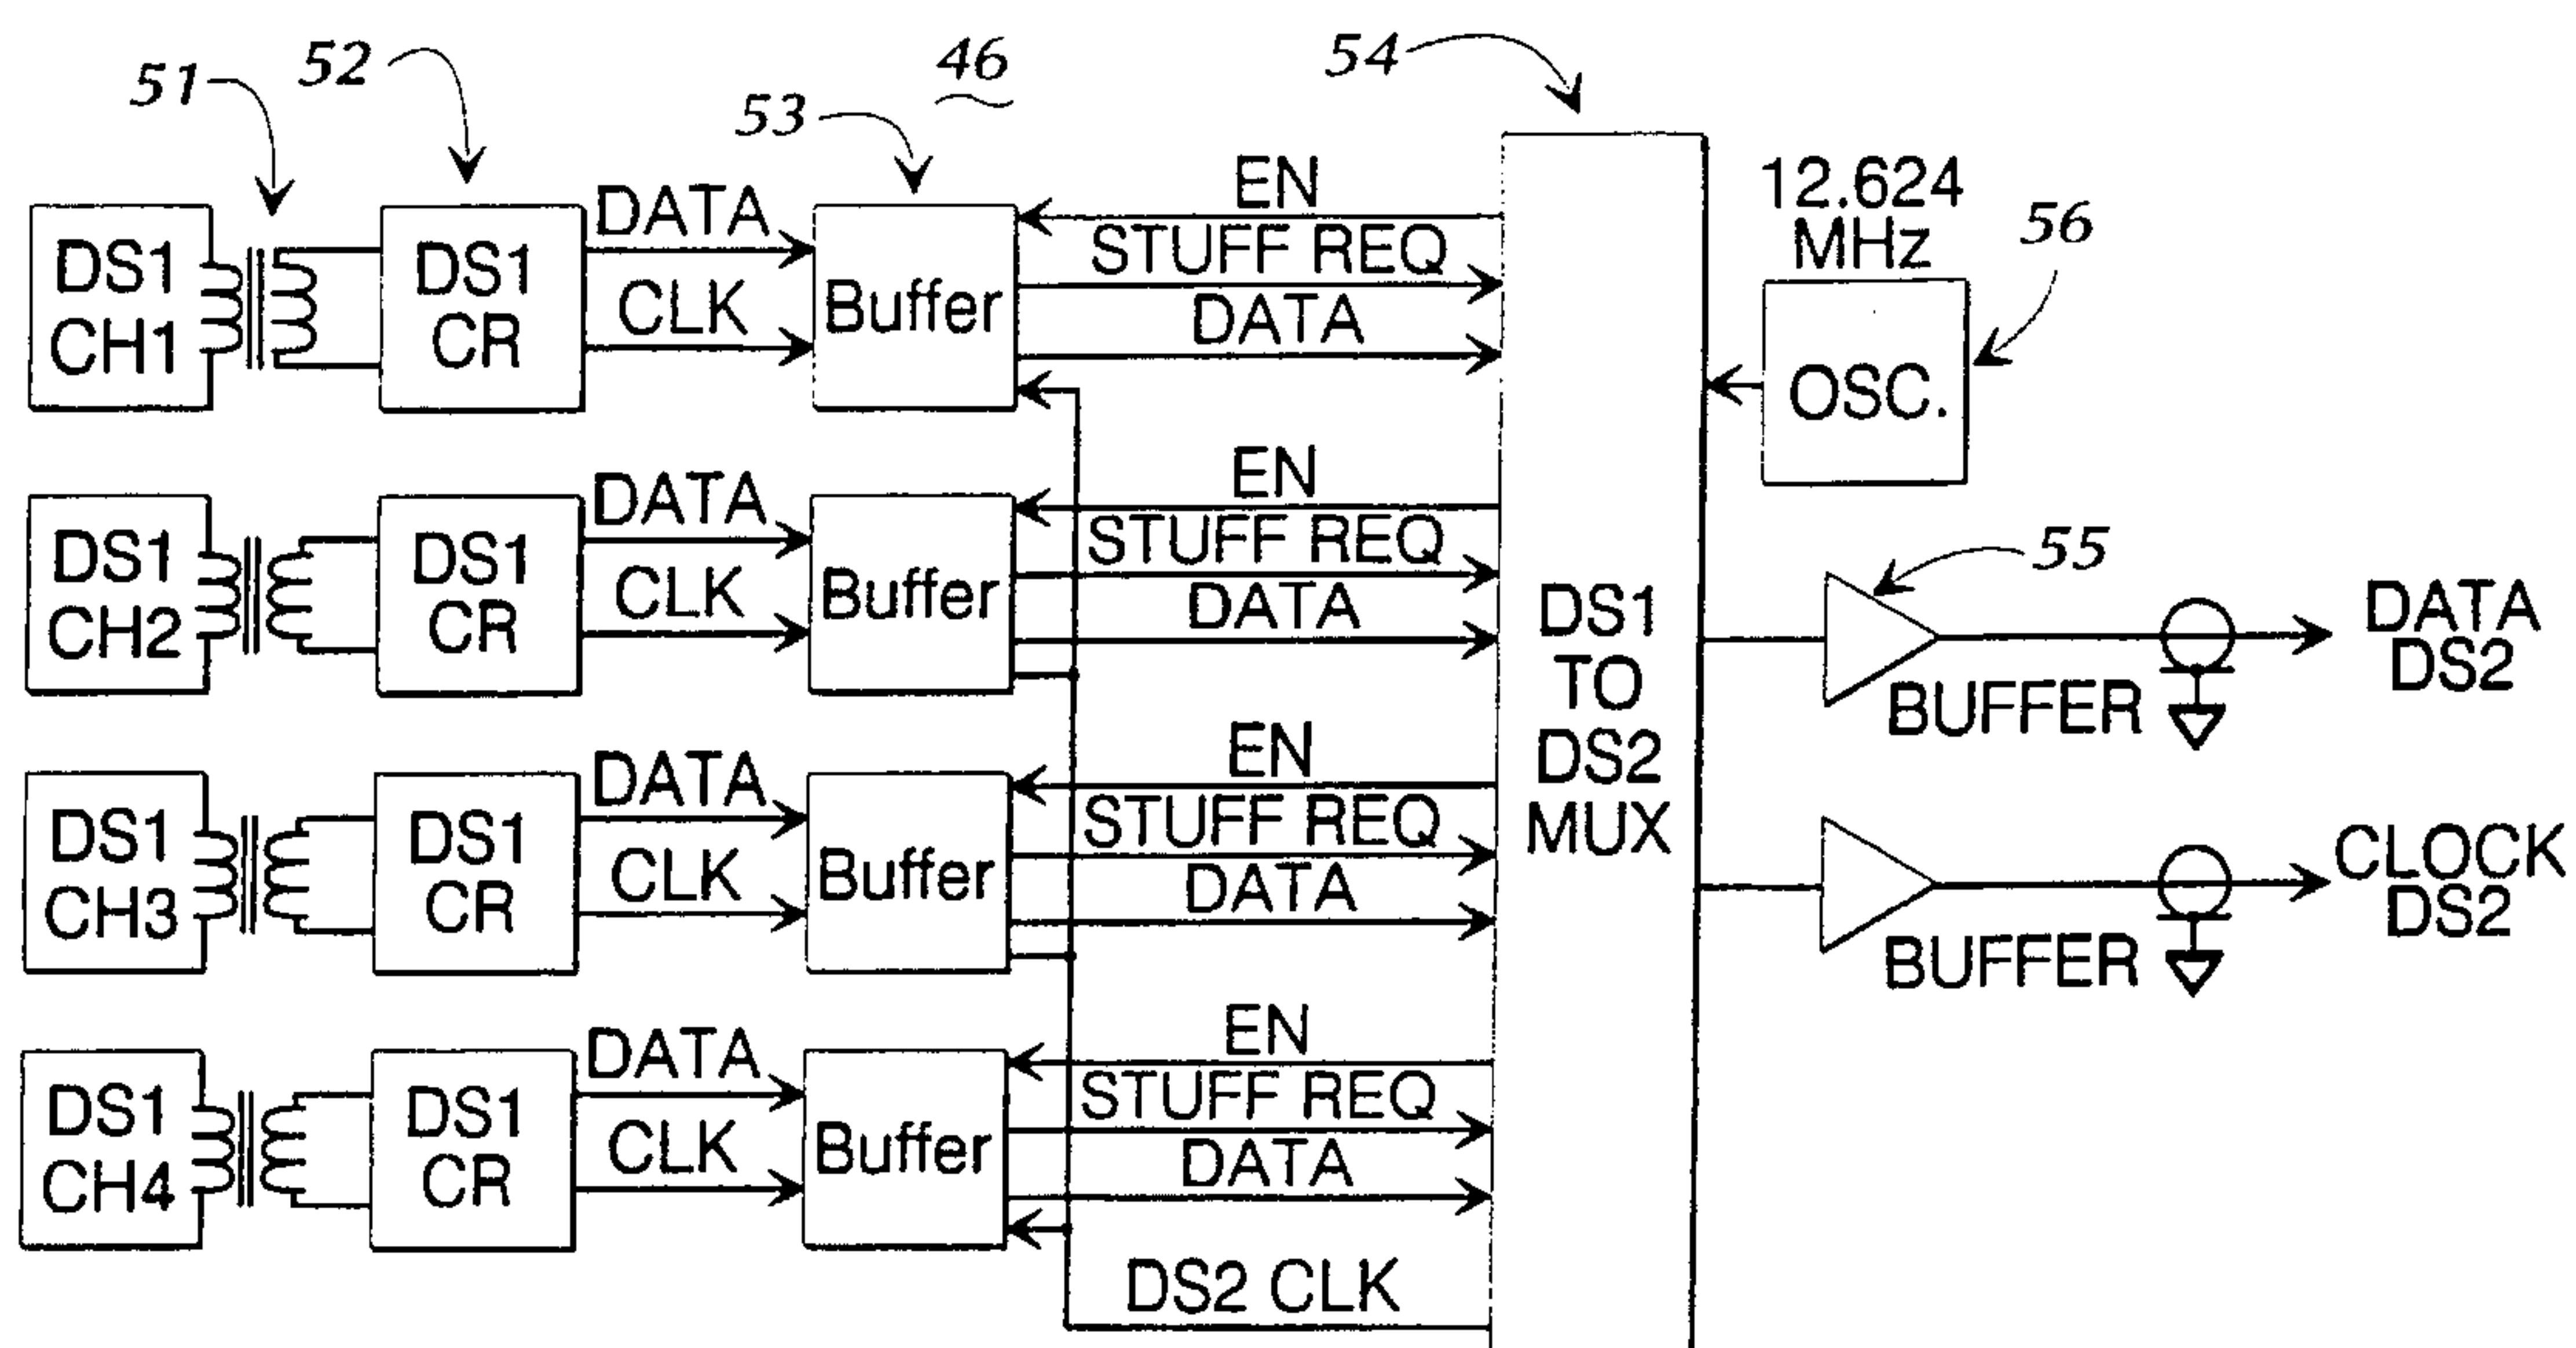 51
52
46
53
54
12.624
MHz
56
OSC.
55
DS1
CH1
DS1
CR
DATA
CLK
Buffer
EN
STUFF REQ
DATA
DS1
CH2
DS1
CR
DATA
CLK
Buffer
EN
STUFF REQ
DATA
DS1
CH3
DS1
CR
DATA
CLK
Buffer
EN
STUFF REQ
DATA
DS1
CH4
DS1
CR
DATA
CLK
Buffer
EN
STUFF REQ
DATA
DS2 CLK
DS1
TO
DS2
MUX
BUFFER
DATA
DS2
BUFFER
CLOCK
DS2